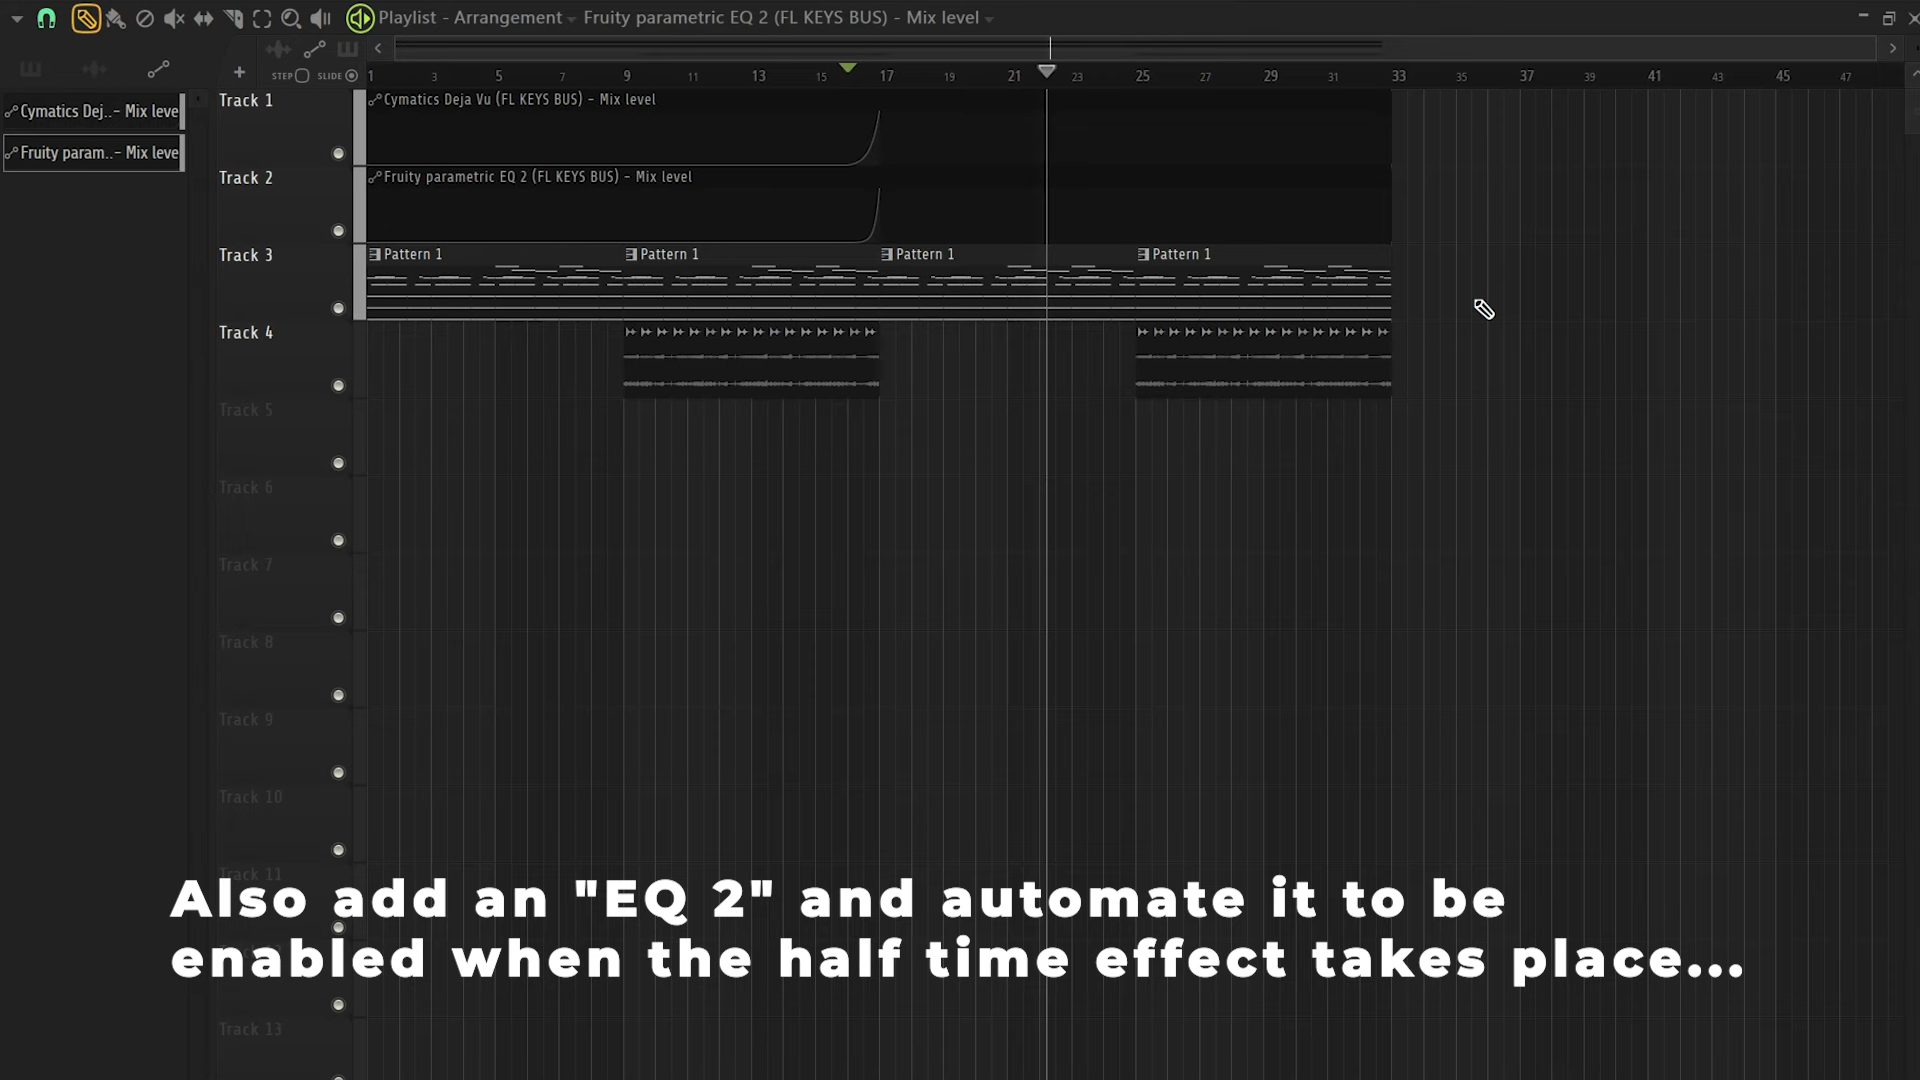 Playlist - Arrangement Fruity parametric EQ 2 (FL KEYS BUS) - Mix level
STEP SLIDE 1 3 5 7 9 11 13 15 17 19 21 23 25 27 29 31 33 35 37 39 41 43 45 47
Cymatics Dej..- Mix leve
Fruity param..- Mix leve
Track 1
Cymatics Deja Vu (FL KEYS BUS) - Mix level
Track 2
Fruity parametric EQ 2 (FL KEYS BUS) - Mix level
Track 3
Pattern 1 Pattern 1 Pattern 1 Pattern 1
Track 4
Track 5
Track 6
Track 7
Track 8
Track 9
Track 10
Track 11
Also add an "EQ 2" and automate it to be
enabled when the half time effect takes place...
Track 13